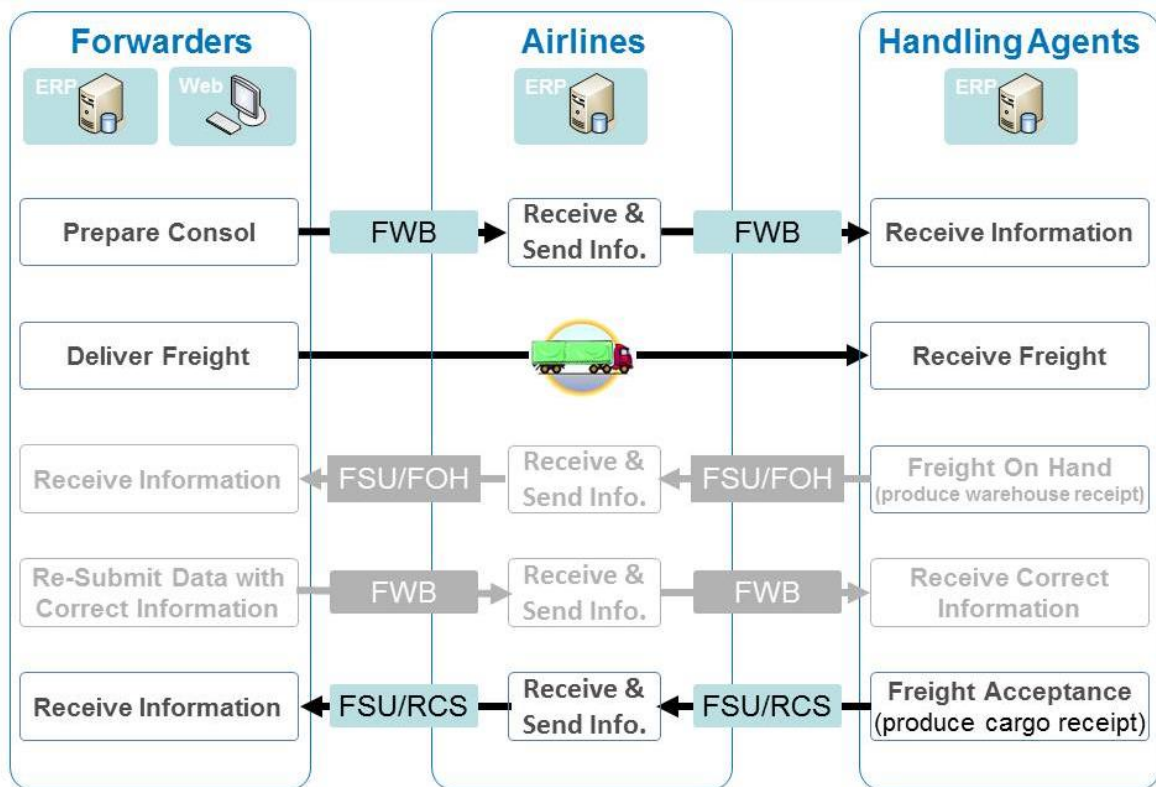 Forwarders
Airlines
Handling Agents
ERP
Web
ERP
ERP
Prepare Consol
FWB
Receive &
Send Info.
FWB
Receive Information
Deliver Freight
Receive Freight
Receive Information
FSU/FOH
Receive &
Send Info.
FSU/FOH
Freight On Hand
(produce warehouse receipt)
Re-Submit Data with
Correct Information
FWB
Receive &
Send Info.
FWB
Receive Correct
Information
Receive Information
FSU/RCS
Receive &
Send Info.
FSU/RCS
Freight Acceptance
(produce cargo receipt)